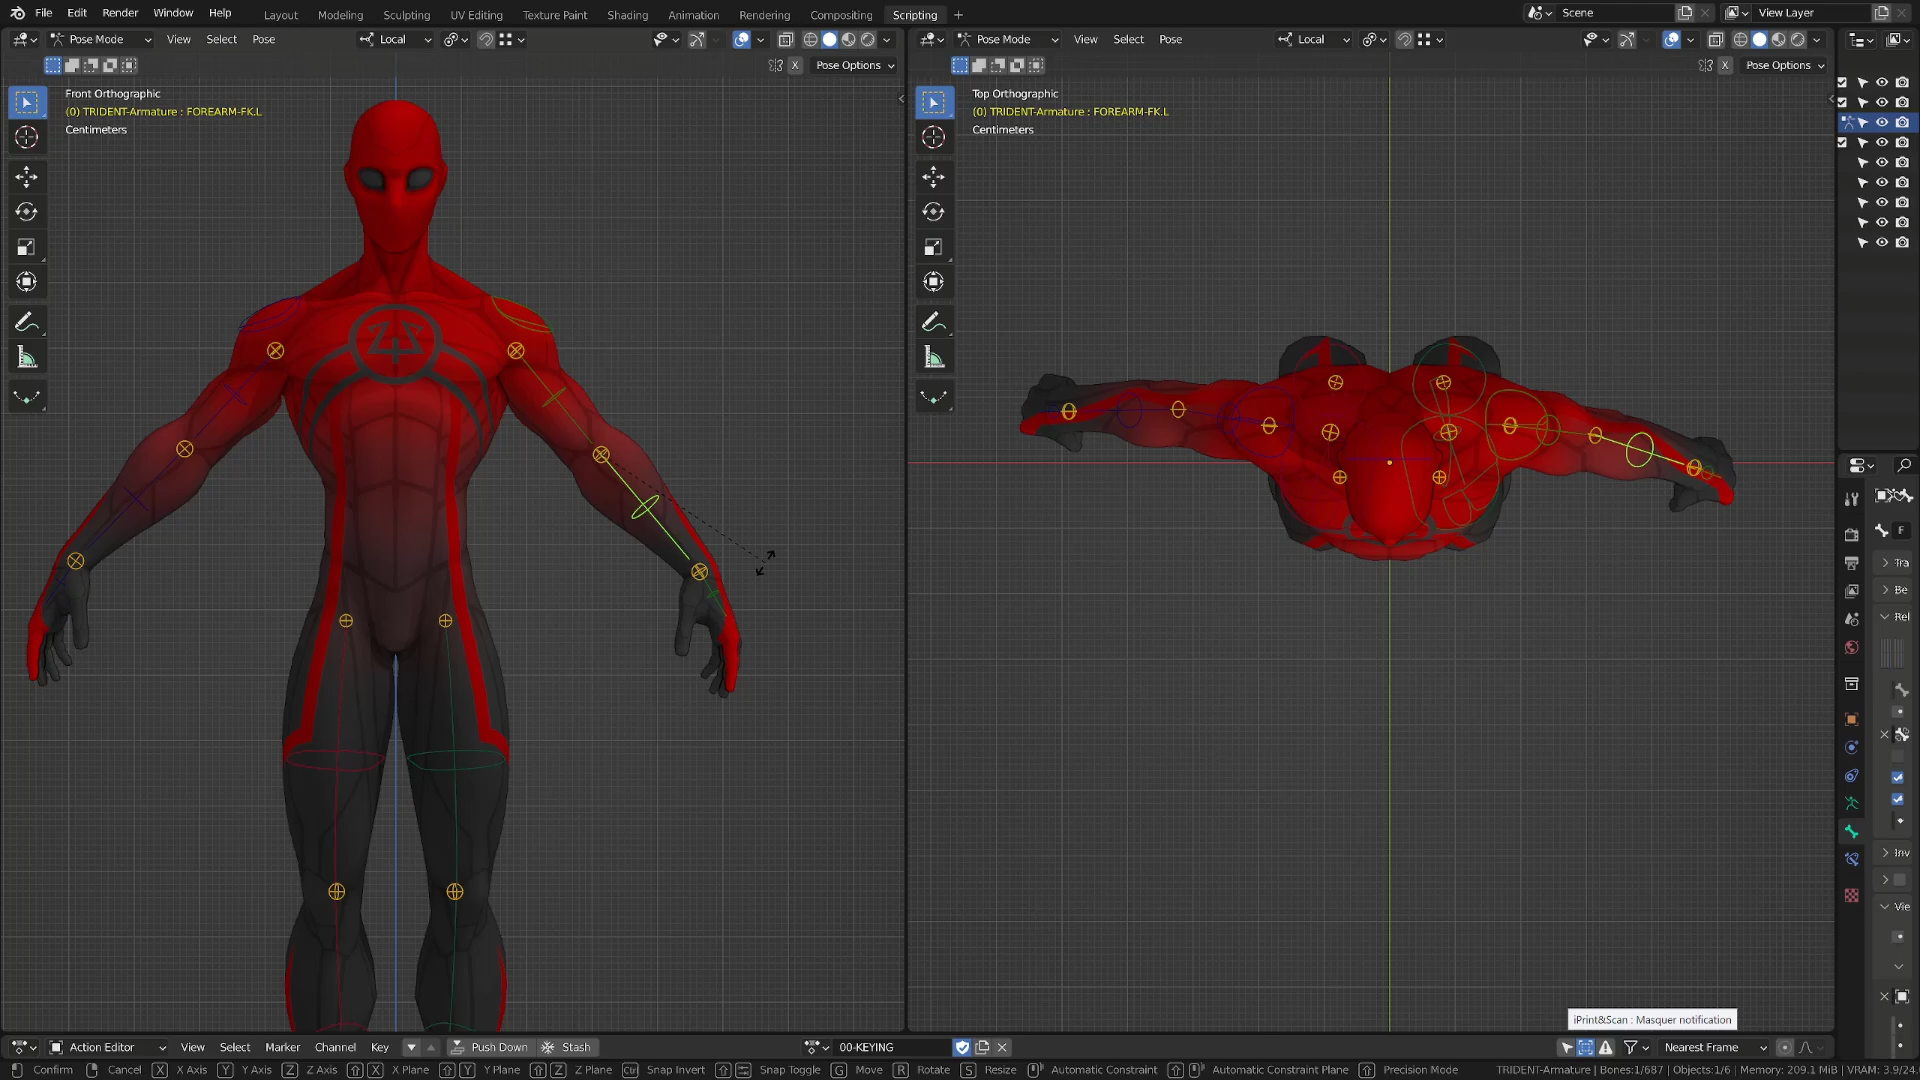 File Edit Render Window Help Layout Modeling Sculpting UV Editing Texture Paint Shading Animation Rendering Compositing Scripting Scene View Layer
Pose Mode View Select Pose Local
X Pose Options
Front Orthographic
(0) TRIDENT-Armature : FOREARM-FK.L
Centimeters
Pose Mode View Select Pose Local
X Pose Options
Top Orthographic
(0) TRIDENT-Armature : FOREARM-FK.L
Centimeters
F
Tra
Be
Rel
Inv
Vie
iPrint&Scan : Masquer notification
Action Editor View Select Marker Channel Key Push Down Stash 00-KEYING Nearest Frame
Confirm Cancel X X Axis Y Y Axis Z Z Axis X X Plane Y Y Plane Z Z Plane Ctrl Snap Invert Snap Toggle G Move R Rotate S Resize Automatic Constraint Automatic Constraint Plane Precision Mode TRIDENT-Armature | Bones:1/687 | Objects:1/6 | Memory: 209.1 MiB | VRAM: 3.9/24.